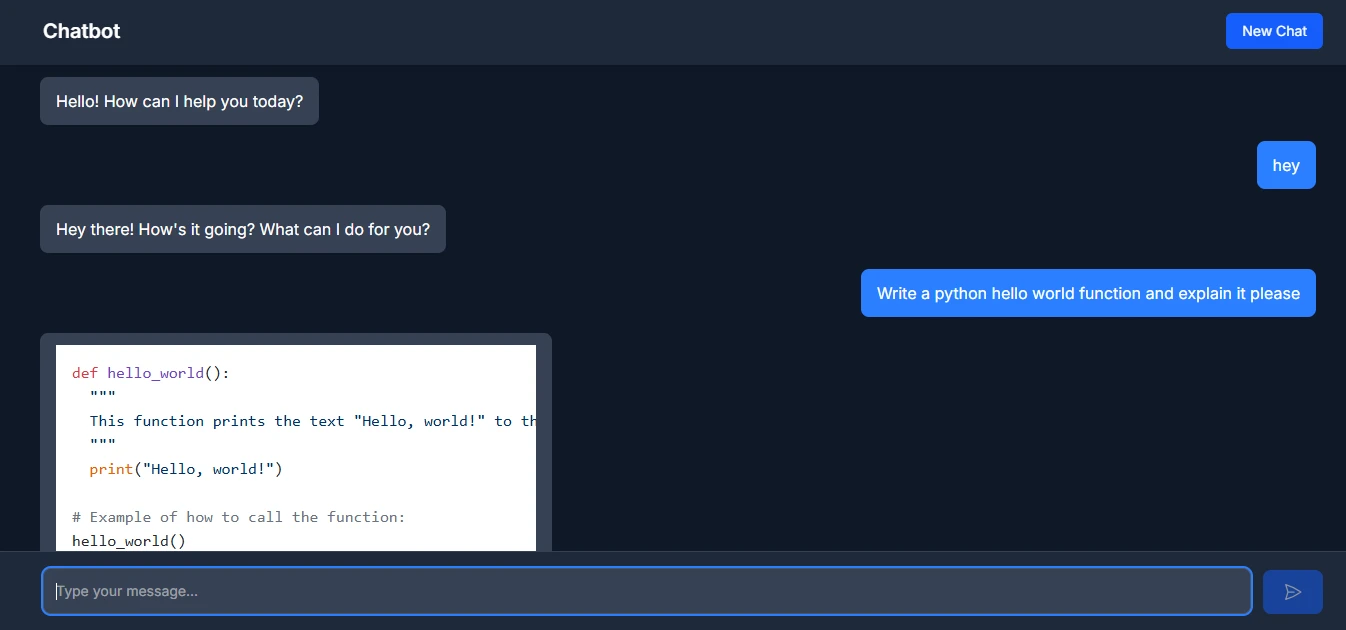 Chatbot
New Chat
Hello! How can I help you today?
hey
Hey there! How's it going? What can I do for you?
Write a python hello world function and explain it please
def hello_world():
"""
This function prints the text "Hello, world!" to th
"""
print("Hello, world!")
# Example of how to call the function:
hello_world()
Type your message...